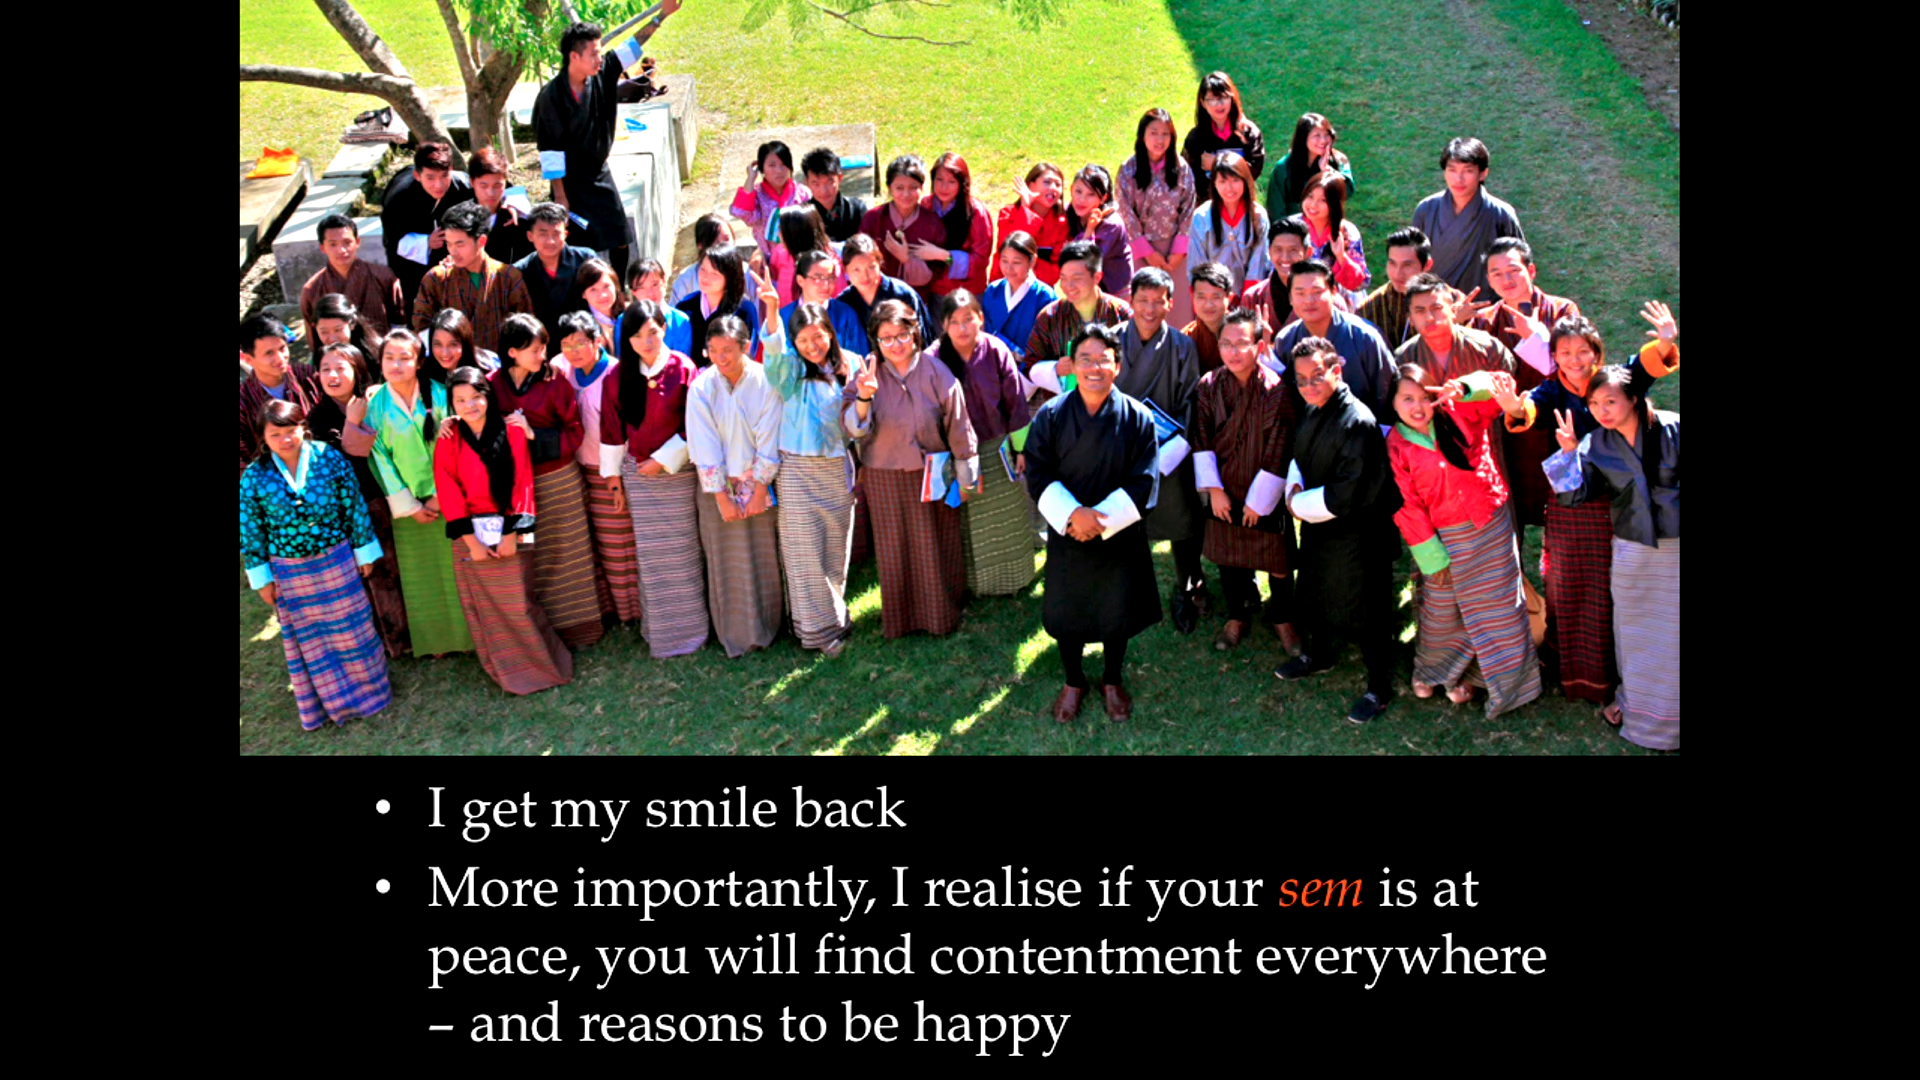 • I get my smile back
• More importantly, I realise if your sem is at
peace, you will find contentment everywhere
– and reasons to be happy